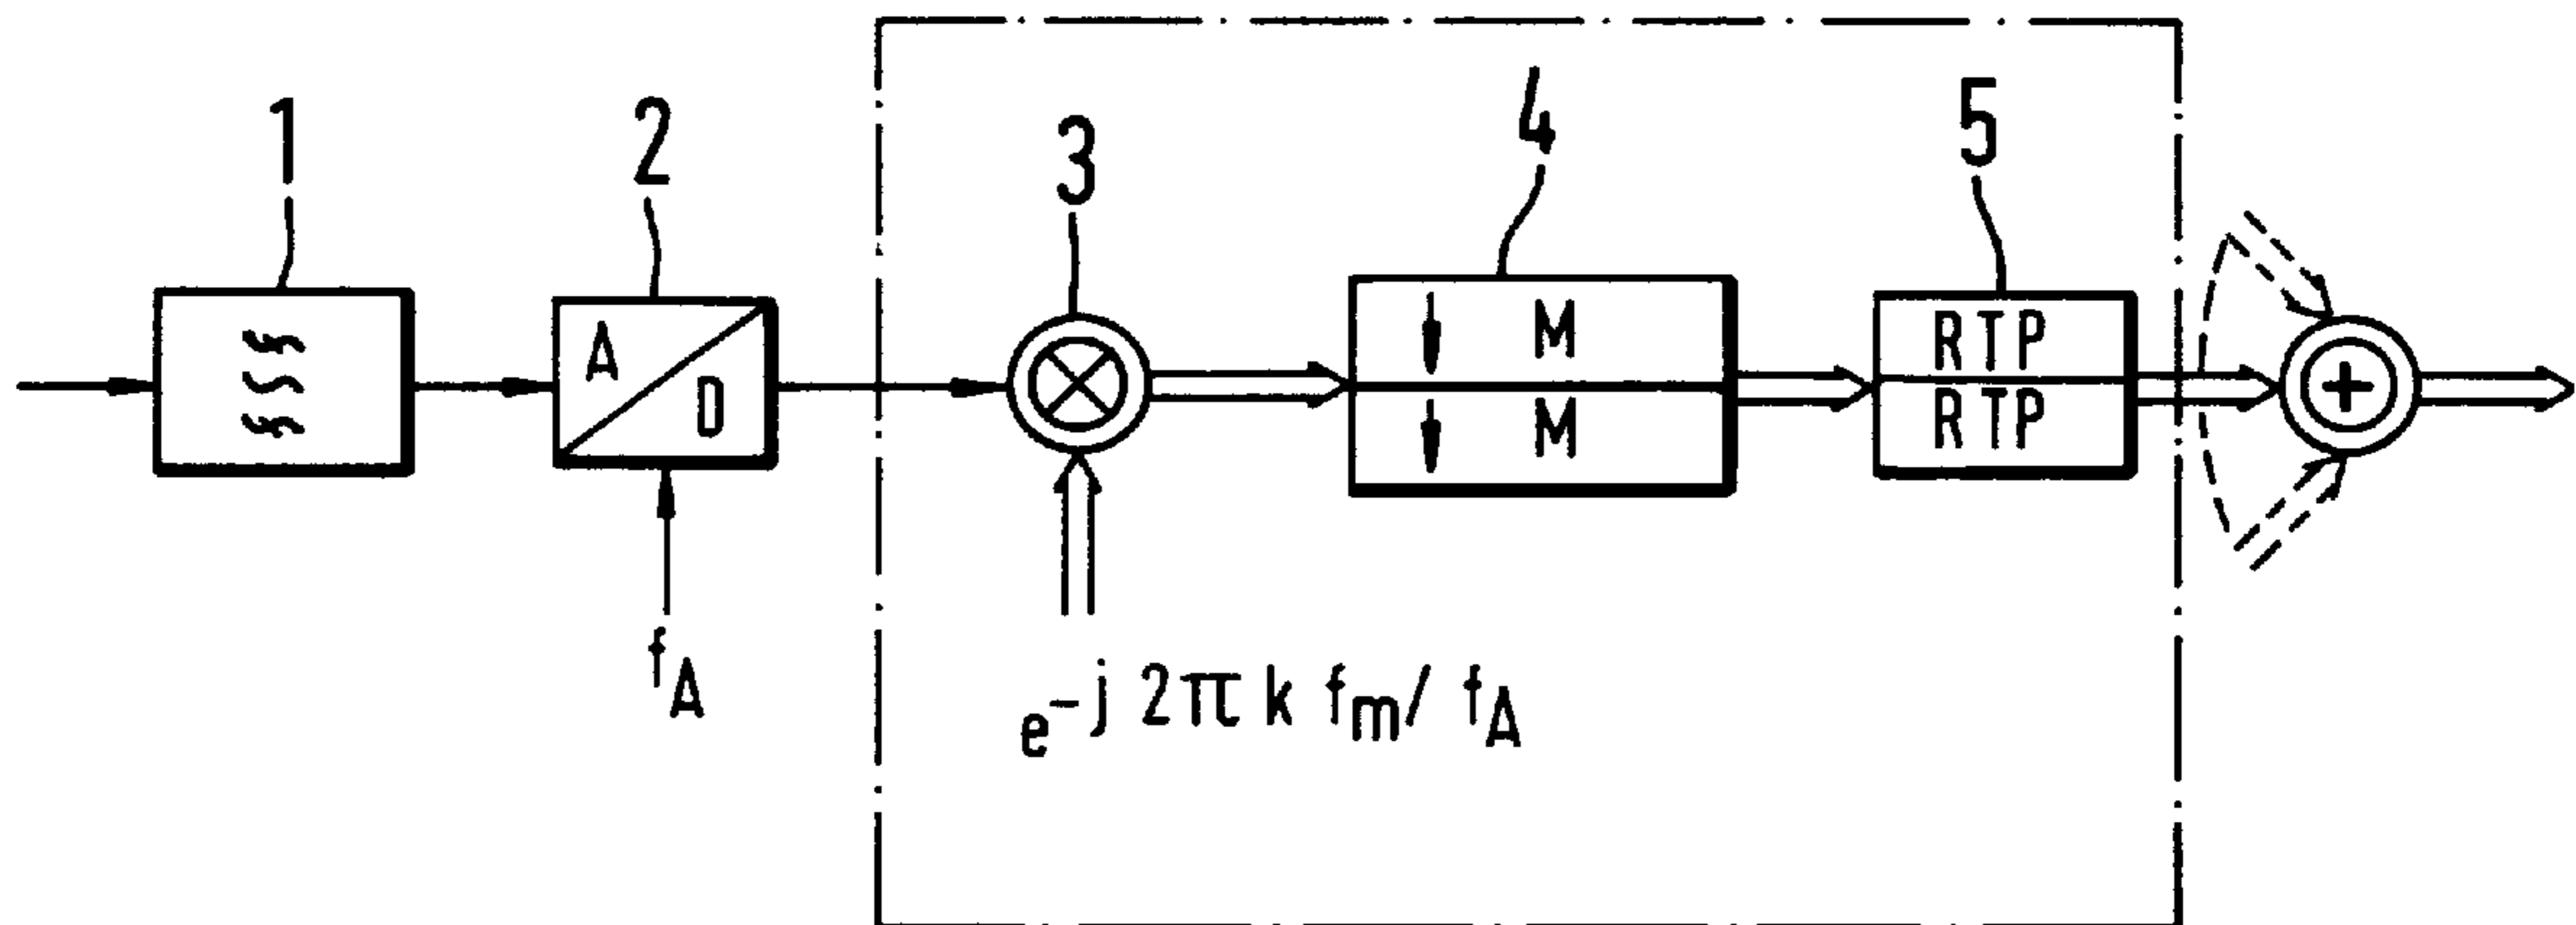 1
2
3
4
5
A
D
↓ M
↓ M
RTP
RTP
+
f_A
e^-j 2π k f_m / f_A